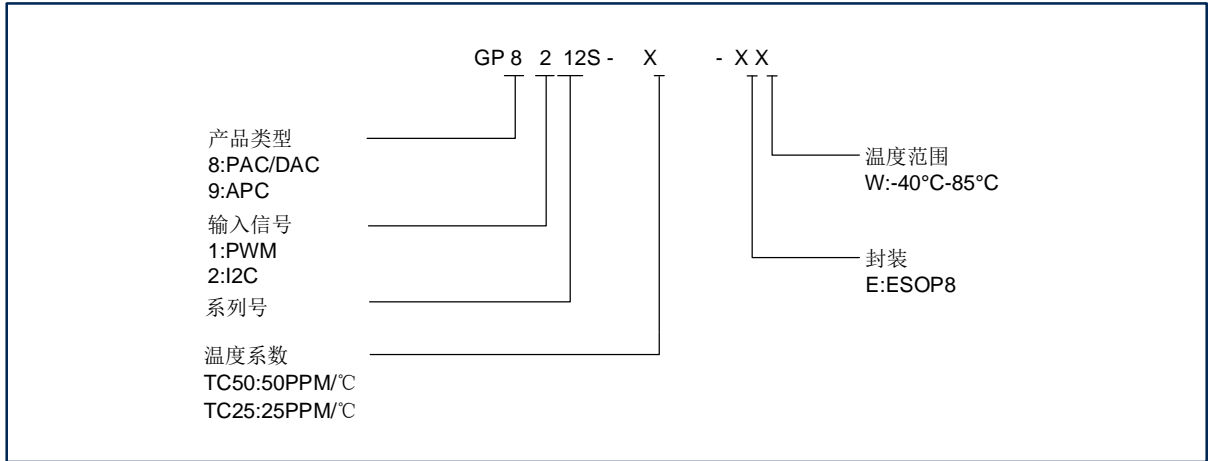 GP 8 2 12S - X - X X
产品类型
8:PAC/DAC
9:APC
输入信号
1:PWM
2:I2C
系列号
温度系数
TC50:50PPM/℃
TC25:25PPM/℃
温度范围
W:-40°C-85°C
封装
E:ESOP8